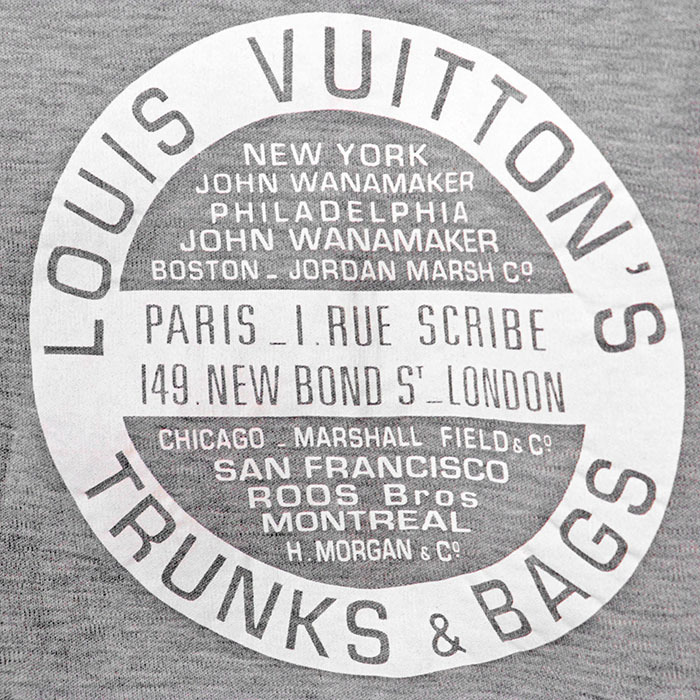 LOUIS VUITTON'S
NEW YORK
JOHN WANAMAKER
PHILADELPHIA
JOHN WANAMAKER
BOSTON - JORDAN MARSH Cº
PARIS - 1. RUE SCRIBE
149. NEW BOND Sᵀ - LONDON
CHICAGO - MARSHALL FIELD & Cº
SAN FRANCISCO
ROOS Bros
MONTREAL
H. MORGAN & Cº
TRUNKS & BAGS